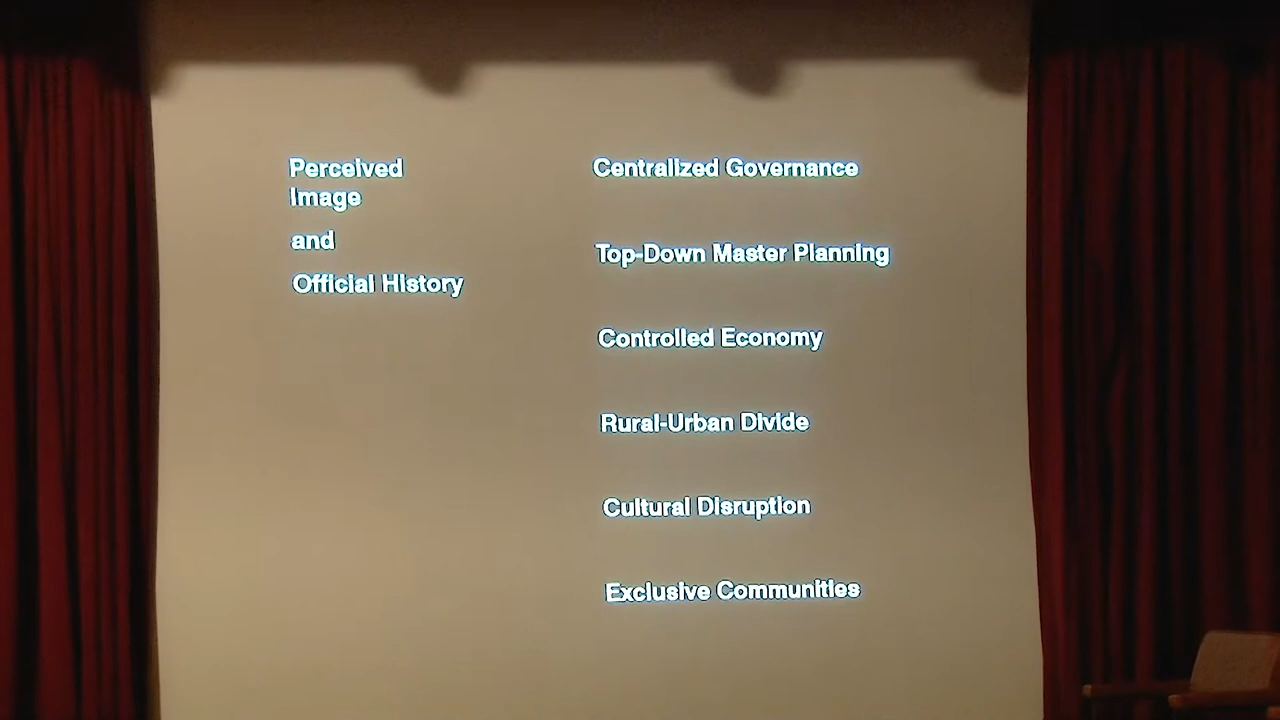 Perceived
Image
and
Official History
Centralized Governance
Top-Down Master Planning
Controlled Economy
Rural-Urban Divide
Cultural Disruption
Exclusive Communities